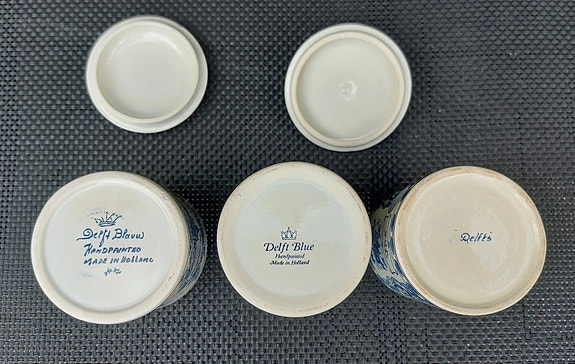 Delft Blauw
HANDPAINTED
MADE IN HOLLAND
Delft Blue
Handpainted
Made in Holland
Delfts